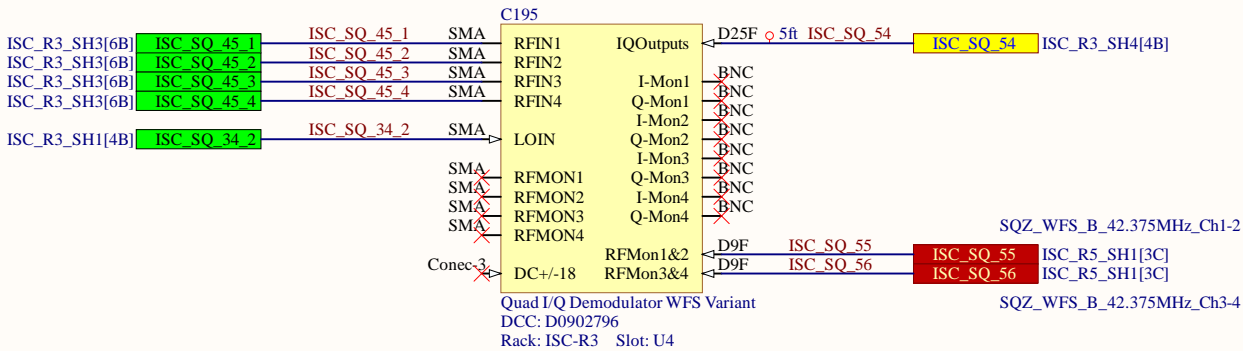 C195
ISC_R3_SH3[6B] ISC_SQ_45_1 ISC_SQ_45_1 SMA RFIN1 IQOutputs D25F 5ft ISC_SQ_54 ISC_SQ_54 ISC_R3_SH4[4B]
ISC_R3_SH3[6B] ISC_SQ_45_2 ISC_SQ_45_2 SMA RFIN2
ISC_R3_SH3[6B] ISC_SQ_45_3 ISC_SQ_45_3 SMA RFIN3 I-Mon1 BNC
ISC_R3_SH3[6B] ISC_SQ_45_4 ISC_SQ_45_4 SMA RFIN4 Q-Mon1 BNC
I-Mon2 BNC
ISC_R3_SH1[4B] ISC_SQ_34_2 ISC_SQ_34_2 SMA LOIN Q-Mon2 BNC
I-Mon3 BNC
SMA RFMON1 Q-Mon3 BNC
SMA RFMON2 I-Mon4 BNC
SMA RFMON3 Q-Mon4 BNC
SMA RFMON4
SQZ_WFS_B_42.375MHz_Ch1-2
RFMon1&2 D9F ISC_SQ_55 ISC_SQ_55 ISC_R5_SH1[3C]
Conec-3 DC+/-18 RFMon3&4 D9F ISC_SQ_56 ISC_SQ_56 ISC_R5_SH1[3C]
SQZ_WFS_B_42.375MHz_Ch3-4
Quad I/Q Demodulator WFS Variant
DCC: D0902796
Rack: ISC-R3 Slot: U4